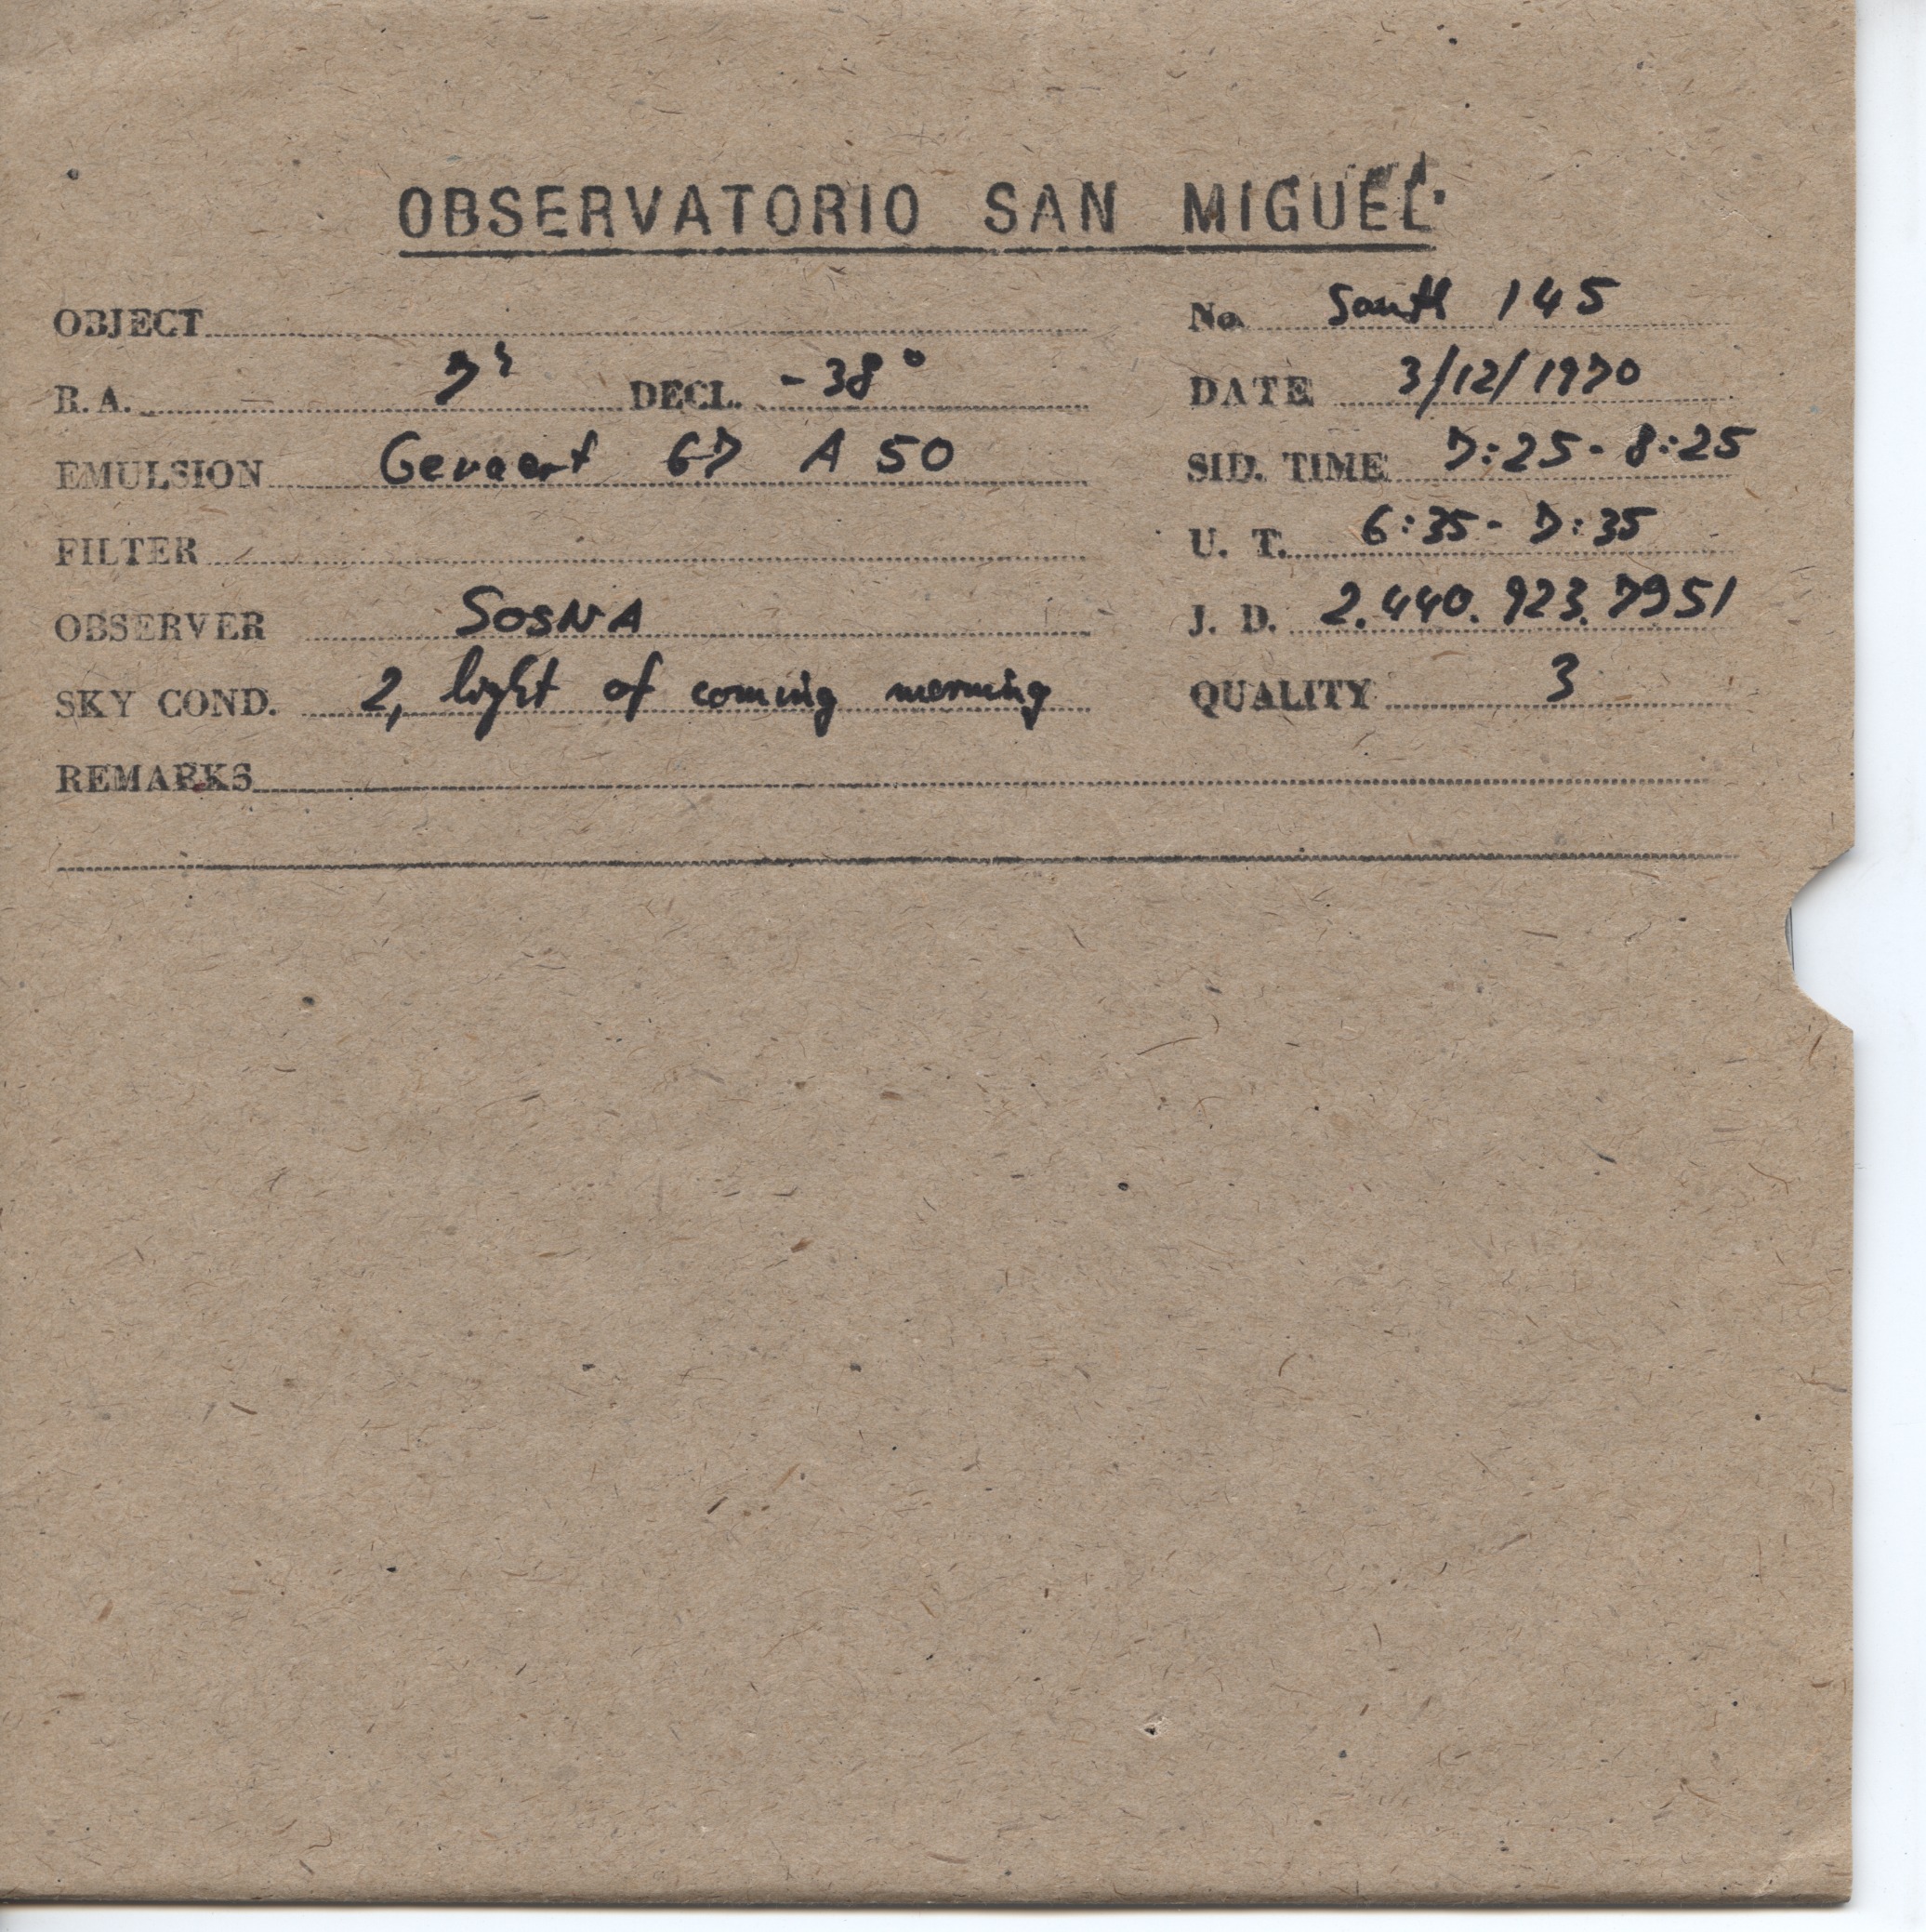 OBSERVATORIO SAN MIGUEL
OBJECT No. South 145
R.A. 7h DECL. -38° DATE 3/12/1970
EMULSION Gevaert 67 A 50 SID. TIME 7:25 - 8:25
FILTER U. T. 6:35 - 7:35
OBSERVER SOSNA J. D. 2.440.923.7951
SKY COND. 2, light of coming morning QUALITY 3
REMARKS